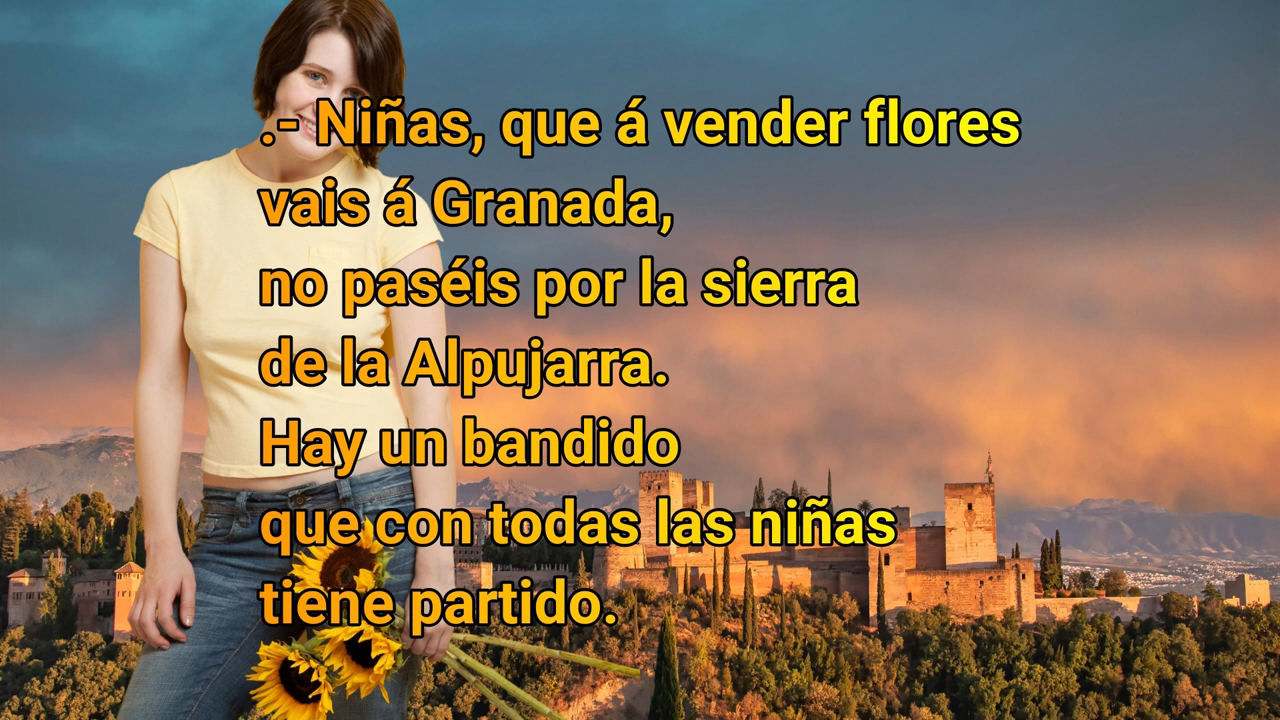 .- Niñas, que á vender flores
vais á Granada,
no paséis por la sierra
de la Alpujarra.
Hay un bandido
que con todas las niñas
tiene partido.